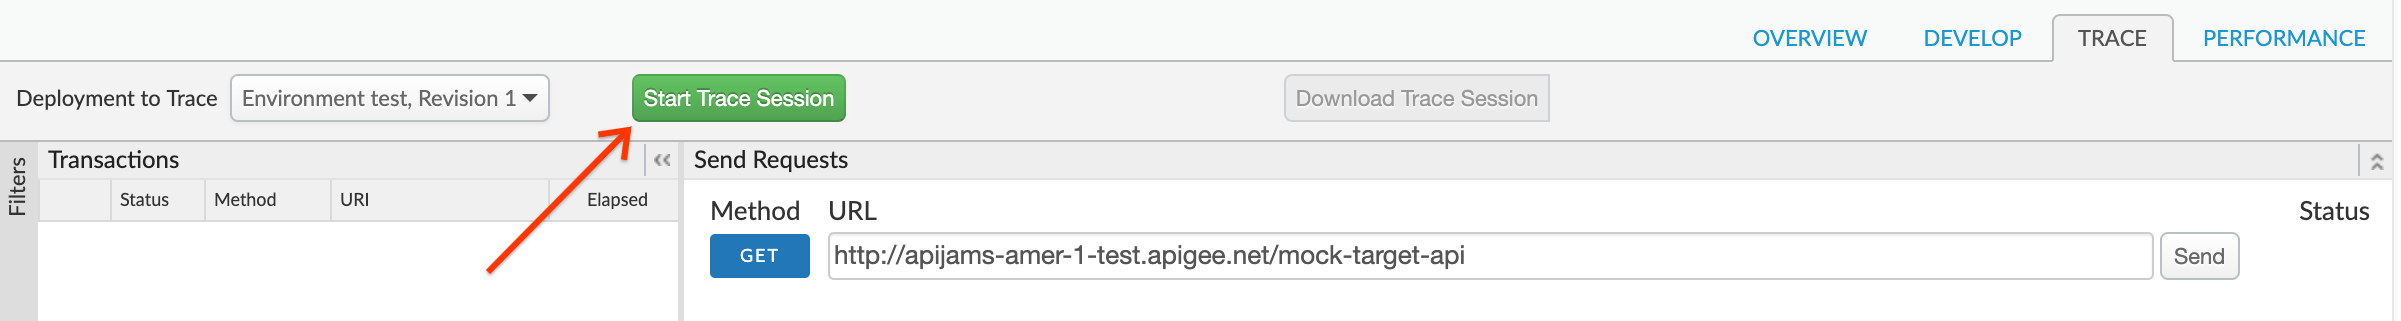 OVERVIEW DEVELOP TRACE PERFORMANCE
Deployment to Trace Environment test, Revision 1 Start Trace Session Download Trace Session
Filters
Transactions
Status Method URI Elapsed
Send Requests
Method URL Status
GET http://apijams-amer-1-test.apigee.net/mock-target-api Send